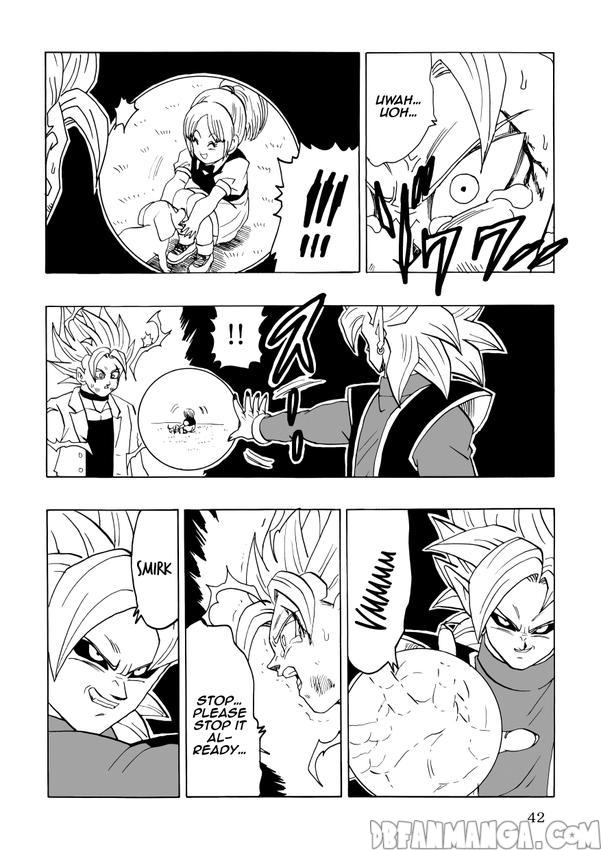 UWAH...
UOH...
!!!
!!!
!!
VMMMM
STOP...
PLEASE
STOP IT
AL-
READY...
SMIRK
42
DBFANMANGA.COM